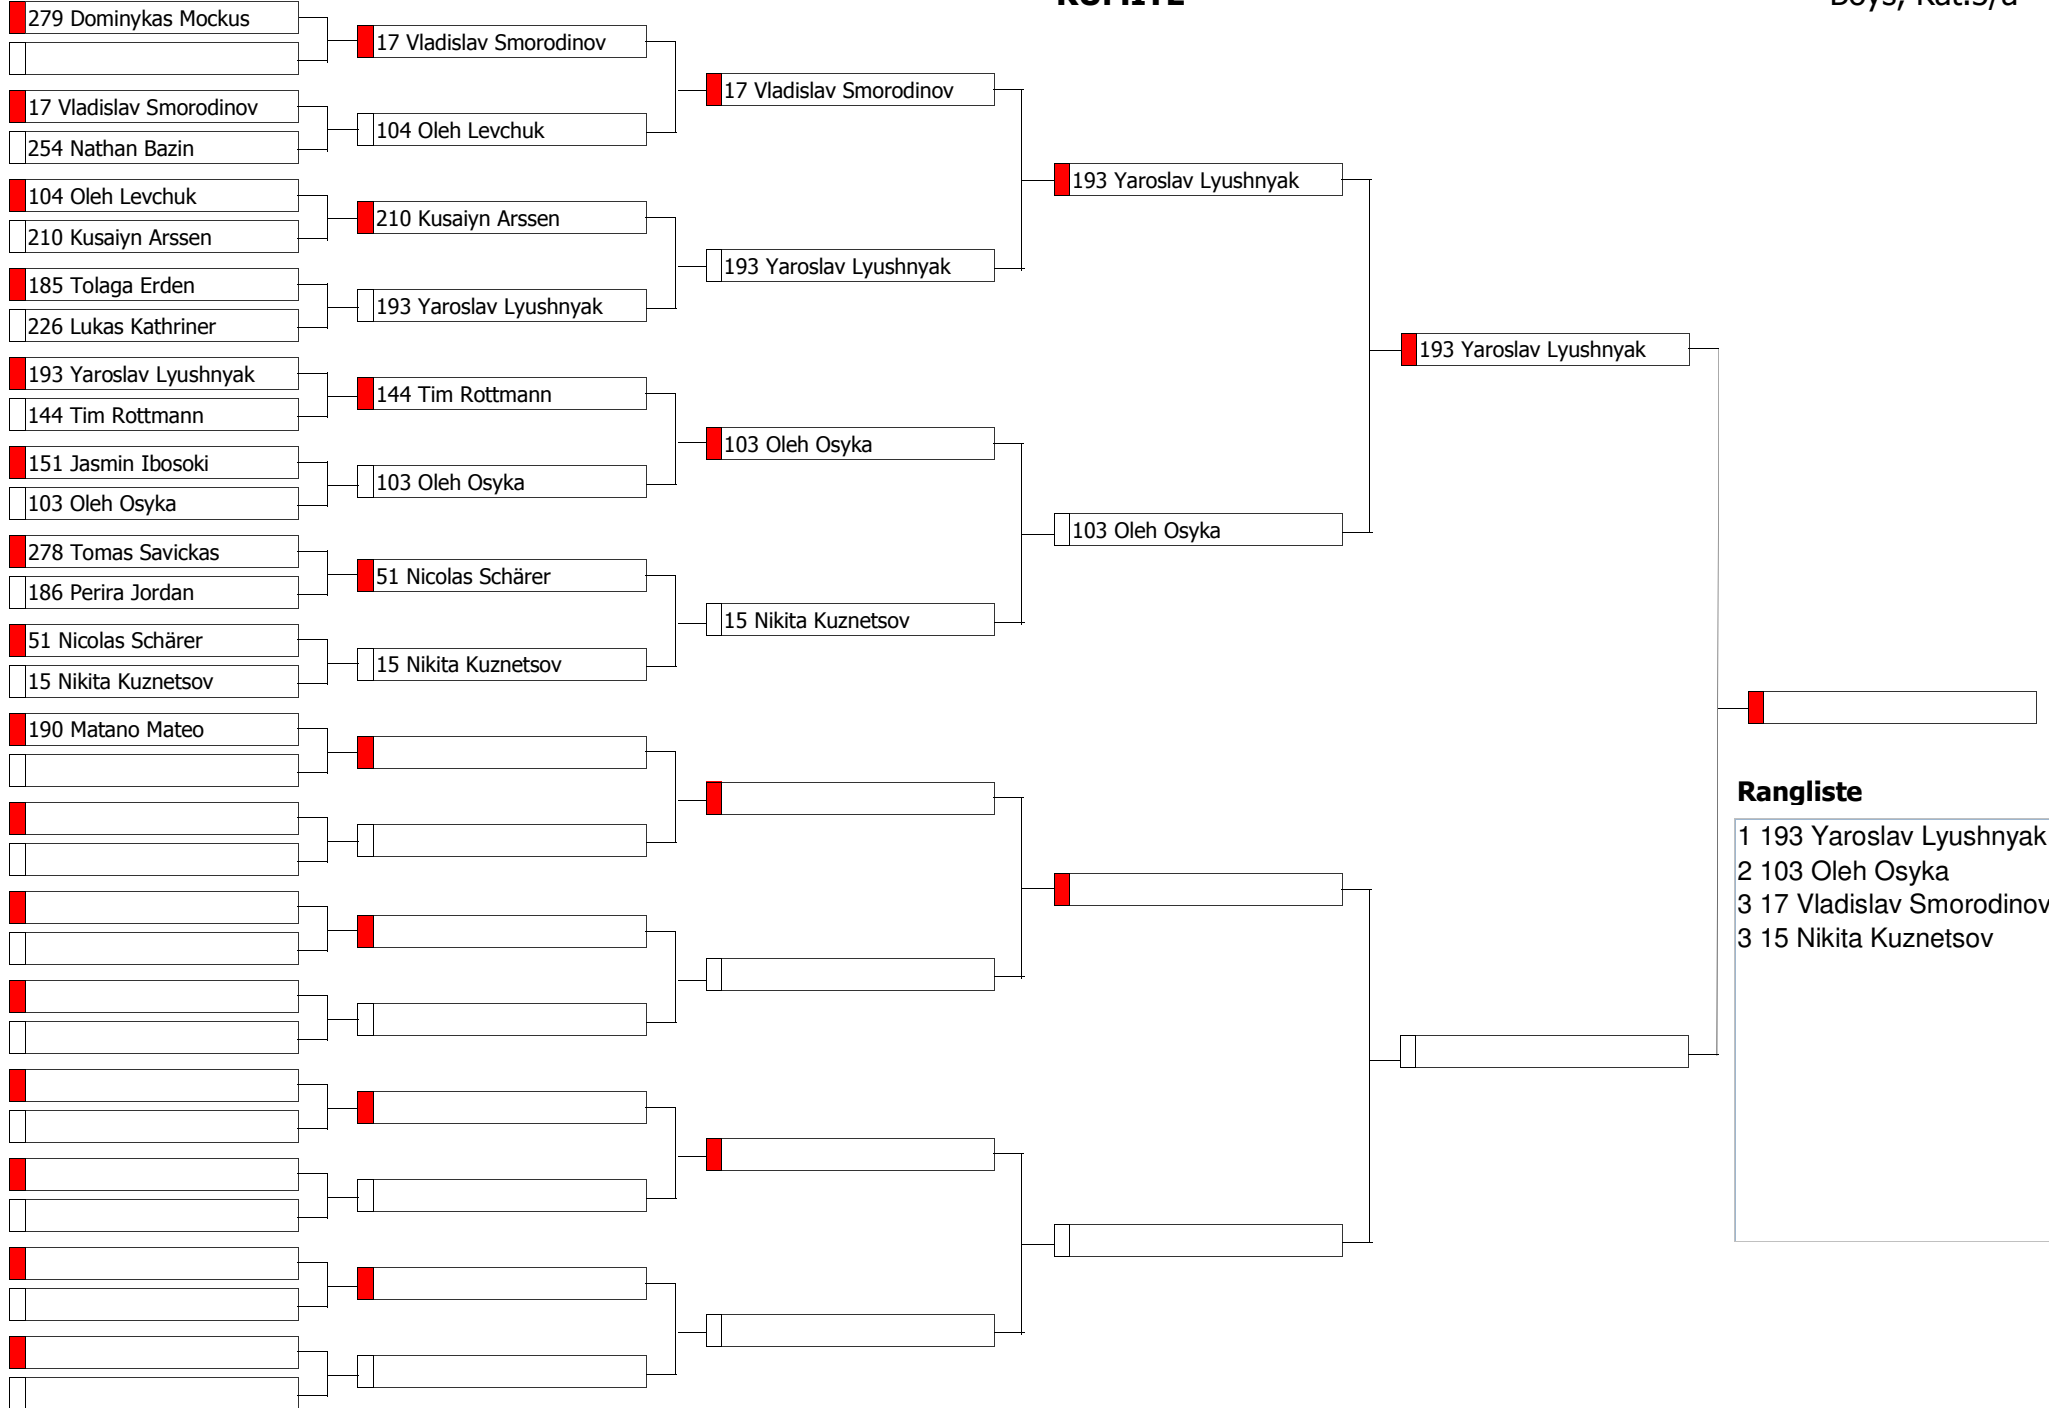 KUMITE
279 Dominykas Mockus
17 Vladislav Smorodinov
254 Nathan Bazin
104 Oleh Levchuk
210 Kusaiyn Arssen
185 Tolaga Erden
226 Lukas Kathriner
193 Yaroslav Lyushnyak
144 Tim Rottmann
151 Jasmin Ibosoki
103 Oleh Osyka
278 Tomas Savickas
186 Perira Jordan
51 Nicolas Schärer
15 Nikita Kuznetsov
190 Matano Mateo
17 Vladislav Smorodinov
104 Oleh Levchuk
210 Kusaiyn Arssen
193 Yaroslav Lyushnyak
144 Tim Rottmann
103 Oleh Osyka
51 Nicolas Schärer
15 Nikita Kuznetsov
17 Vladislav Smorodinov
193 Yaroslav Lyushnyak
103 Oleh Osyka
15 Nikita Kuznetsov
193 Yaroslav Lyushnyak
103 Oleh Osyka
193 Yaroslav Lyushnyak
Rangliste
1 193 Yaroslav Lyushnyak
2 103 Oleh Osyka
3 17 Vladislav Smorodinov
3 15 Nikita Kuznetsov